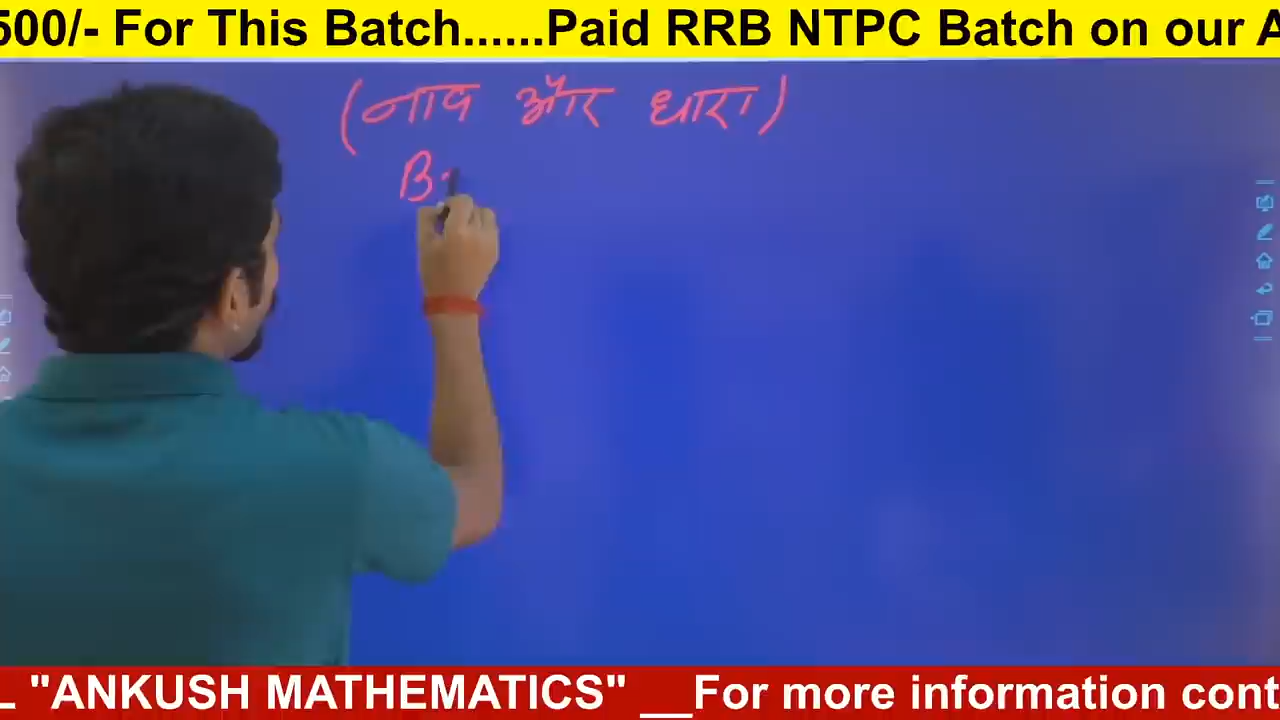 500/- For This Batch......Paid RRB NTPC Batch on our A
(नाव और धारा)
B
L "ANKUSH MATHEMATICS" __For more information cont